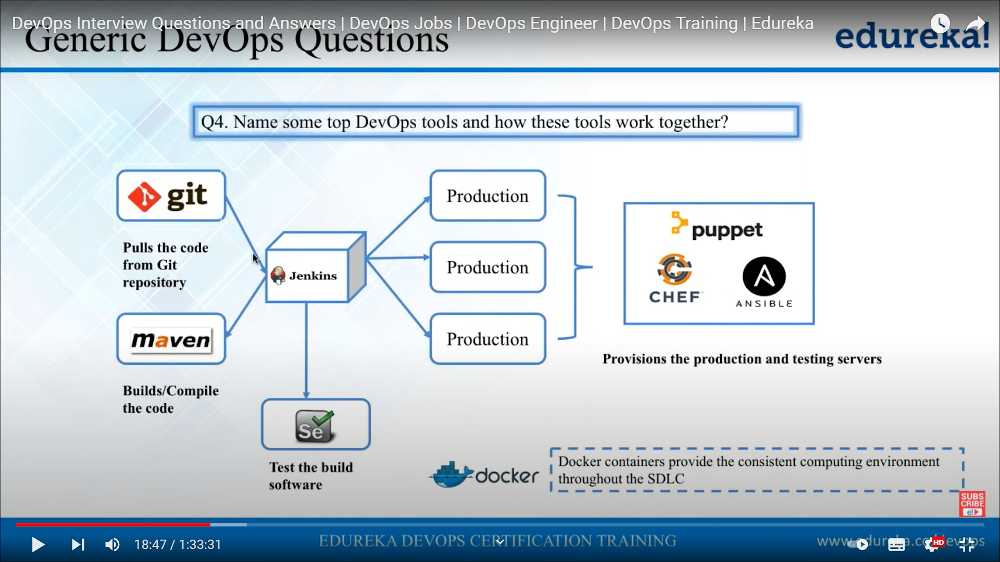 DevOps Interview Questions and Answers | DevOps Jobs | DevOps Engineer | DevOps Training | Edureka
Generic DevOps Questions
edureka!
Q4. Name some top DevOps tools and how these tools work together?
git
Production
puppet
Pulls the code
from Git
repository
Jenkins
Production
CHEF
ANSIBLE
maven
Production
Provisions the production and testing servers
Builds/Compile
the code
Se
Test the build
software
docker
Docker containers provide the consistent computing environment
throughout the SDLC
SUBS
CRIBE
e!
18:47 / 1:33:31
EDUREKA DEVOPS CERTIFICATION TRAINING
www.edureka.co/devops
HD